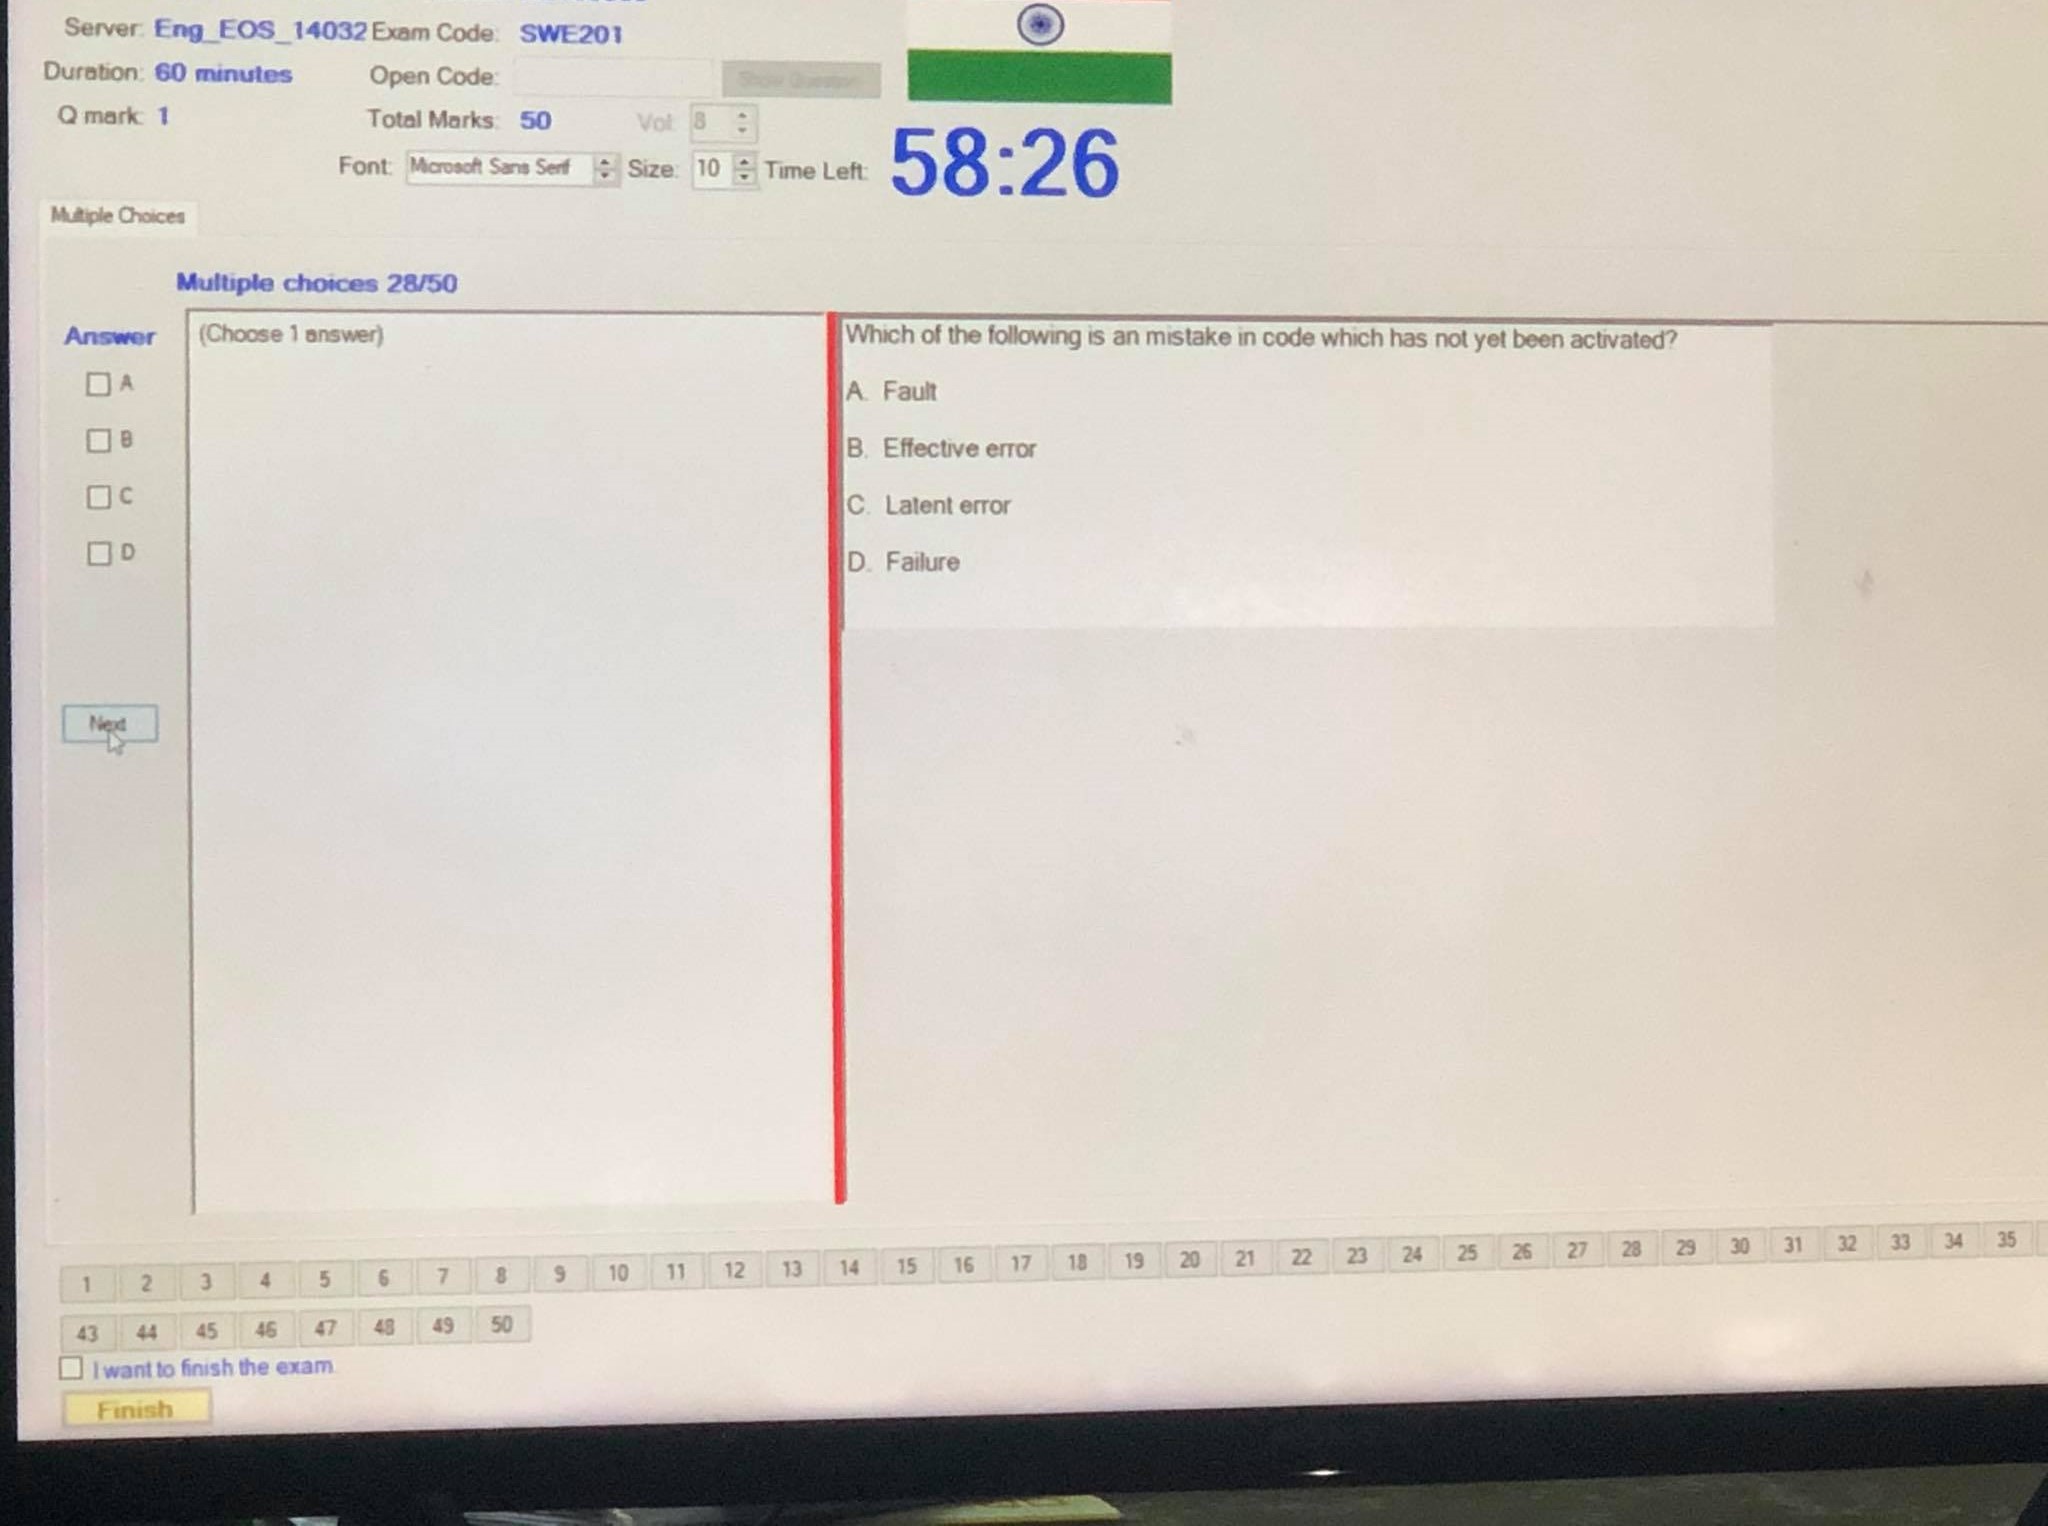 Server: Eng_EOS_14032 Exam Code: SWE201
Duration: 60 minutes Open Code: Show Question
Q mark: 1 Total Marks: 50 Vol: 8
Font: Microsoft Sans Serif Size: 10 Time Left: 58:26
Multiple Choices
Multiple choices 28/50
Answer
(Choose 1 answer)
A
B
C
D
Next
Which of the following is an mistake in code which has not yet been activated?
A. Fault
B. Effective error
C. Latent error
D. Failure
1 2 3 4 5 6 7 8 9 10 11 12 13 14 15 16 17 18 19 20 21 22 23 24 25 26 27 28 29 30 31 32 33 34 35
43 44 45 46 47 48 49 50
I want to finish the exam.
Finish